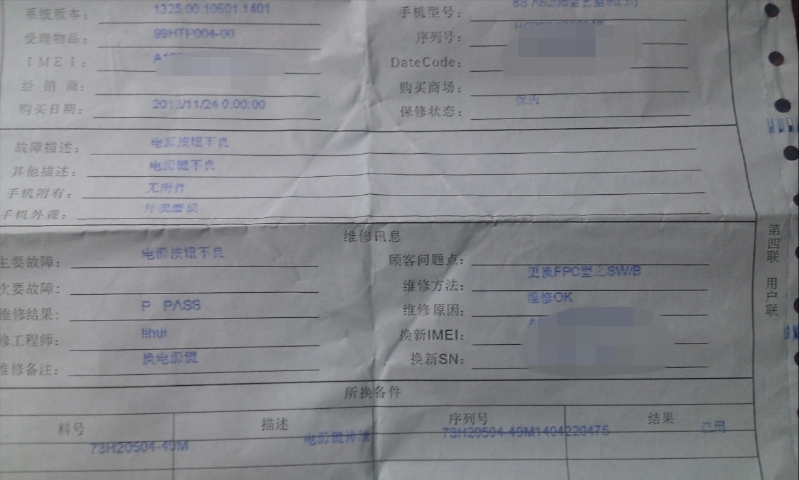 系统版本： 1325.00.10601.1401 手机型号：
受理物品： 99HTP004-00 序列号：
IMEI： DateCode：
经销商： 购买商场：
购买日期： 2013/11/24 0:00:00 保修状态： 保内
故障描述： 电源按钮不良
其他描述： 电源键不良
手机附有： 无附件
手机外观： 外观磨损
维修讯息
主要故障： 电源按钮不良 顾客问题点：
次要故障： 维修方法： 更换FPC型之SW/B
维修结果： P PASS 维修原因： 维修OK
修工程师： lihui 换新IMEI：
维修备注： 换电源键 换新SN：
所换备件
料号 描述 序列号 结果
73H20504-49M 电源键排线 73H20504-49M1404220476 已用
第四联 用户联